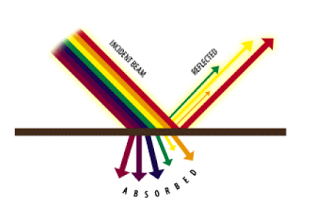 INCIDENT BEAM
REFLECTED
ABSORBED